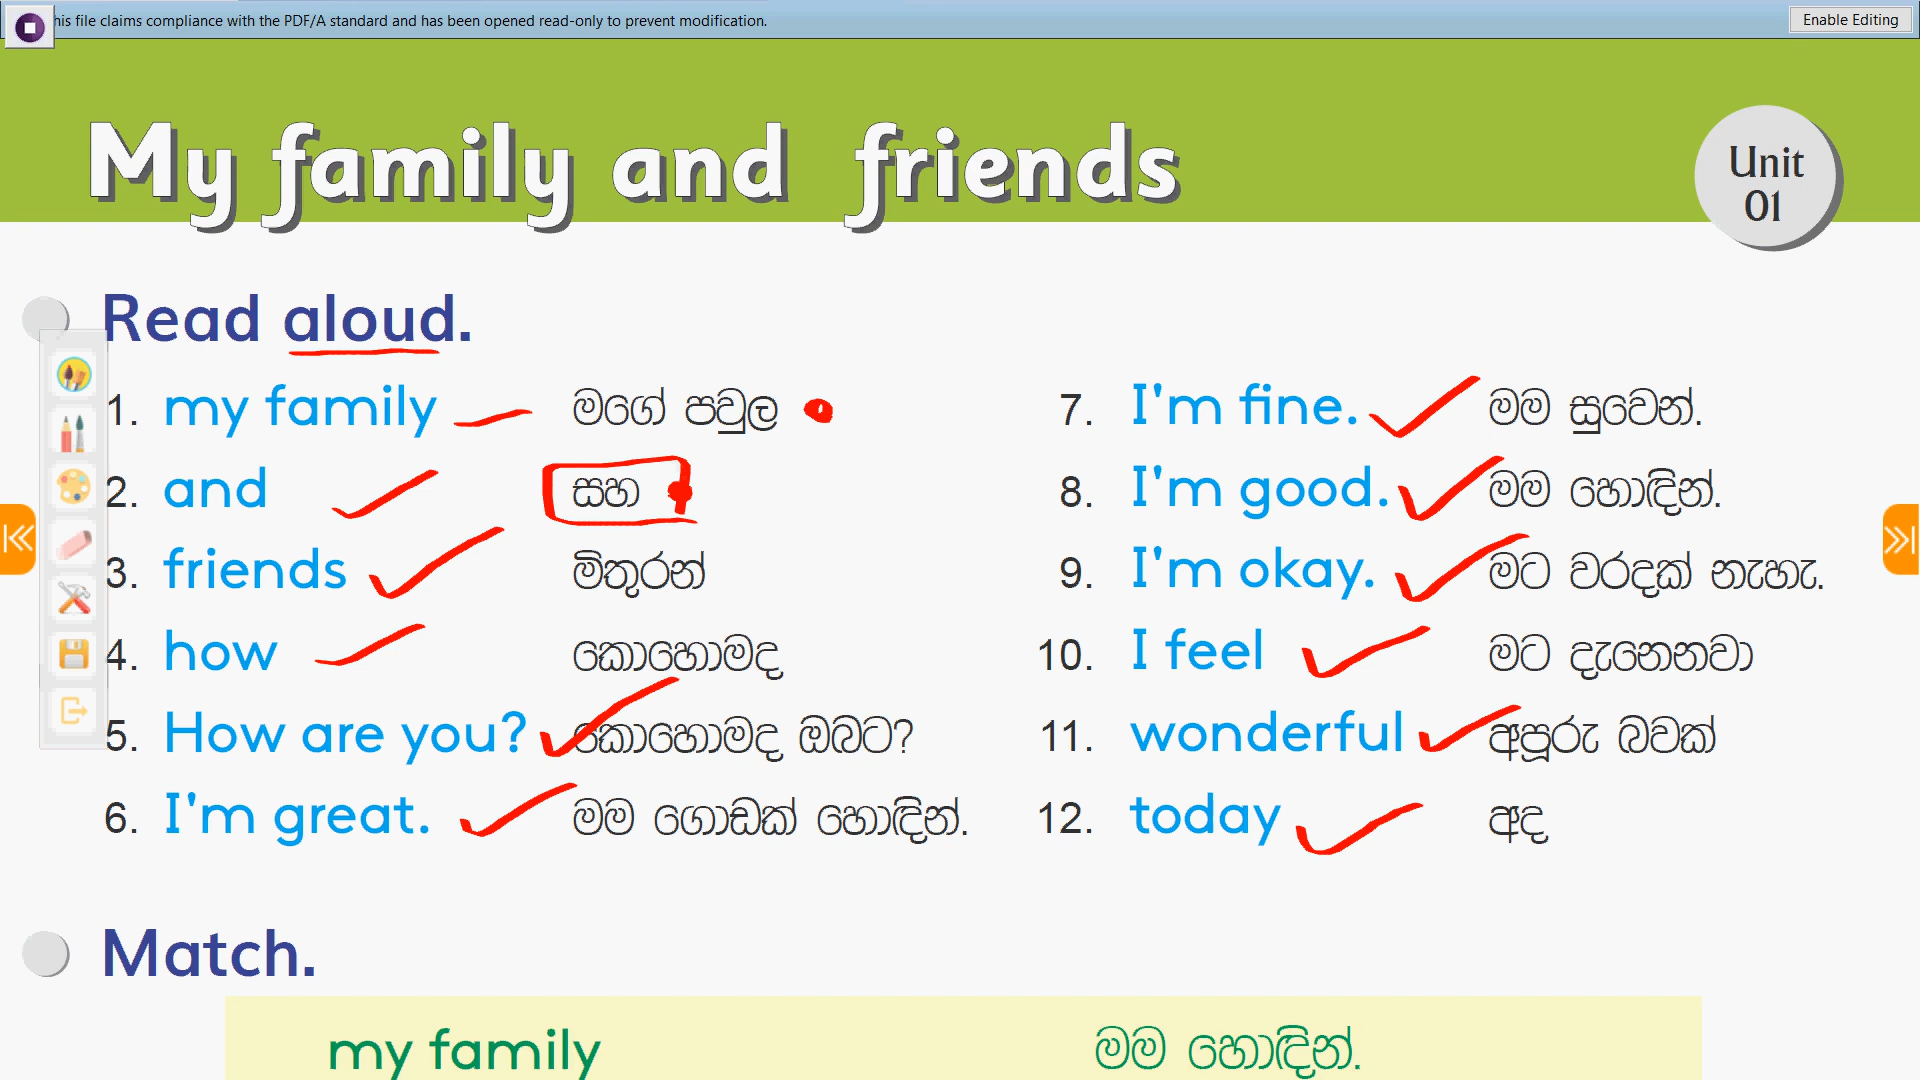 his file claims compliance with the PDF/A standard and has been opened read-only to prevent modification.
Enable Editing
My family and friends
Unit
01
Read aloud.
1. my family මගේ පවුල
2. and සහ
3. friends මිතුරන්
4. how කොහොමද
5. How are you? කොහොමද ඔබට?
6. I'm great. මම ගොඩක් හොඳින්.
7. I'm fine. මම සුවෙන්.
8. I'm good. මම හොඳින්.
9. I'm okay. මට වරදක් නැහැ.
10. I feel මට දැනෙනවා
11. wonderful අපූරු බවක්
12. today අද
Match.
my family මම හොඳින්.